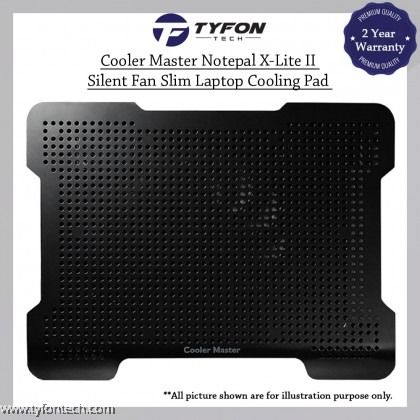 TYFON
TECH
PREMIUM QUALITY
2 Year
Warranty
PREMIUM QUALITY
Cooler Master Notepal X-Lite II
Silent Fan Slim Laptop Cooling Pad
Cooler Master
**All picture shown are for illustration purpose only.
www.tyfontech.com